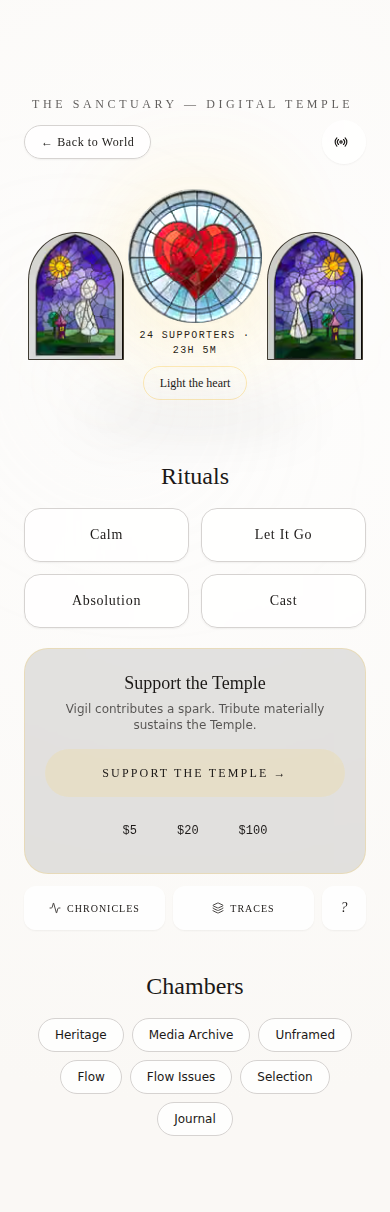 THE SANCTUARY — DIGITAL TEMPLE
← Back to World
24 SUPPORTERS ·
23H 5M
Light the heart
Rituals
Calm
Let It Go
Absolution
Cast
Support the Temple
Vigil contributes a spark. Tribute materially
sustains the Temple.
SUPPORT THE TEMPLE →
$5 $20 $100
CHRONICLES
TRACES
?
Chambers
Heritage
Media Archive
Unframed
Flow
Flow Issues
Selection
Journal